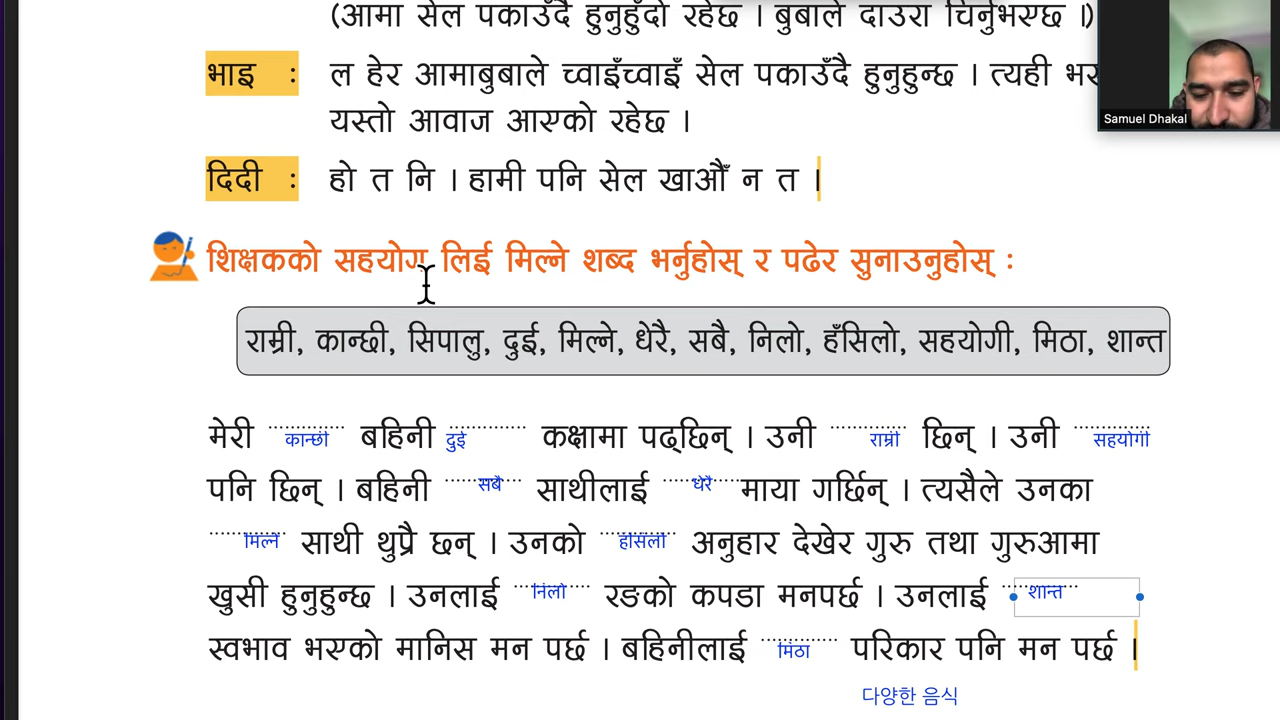 (आमा सेल पकाउँदै हुनुहुँदो रहेछ । बुबाले दाउरा चिर्नुभएछ ।)
भाइ : ल हेर आमाबुबाले च्वाइँच्वाइँ सेल पकाउँदै हुनुहुन्छ । त्यही
यस्तो आवाज आएको रहेछ ।
Samuel Dhakal
दिदी : हो त नि । हामी पनि सेल खाऔँ न त ।
शिक्षकको सहयोग लिई मिल्ने शब्द भर्नुहोस् र पढेर सुनाउनुहोस् :
राम्री, कान्छी, सिपालु, दुई, मिल्ने, धेरै, सबै, निलो, हँसिलो, सहयोगी, मिठा, शान्त
मेरी कान्छी बहिनी दुई कक्षामा पढ्छिन् । उनी राम्री छिन् । उनी सहयोगी
पनि छिन् । बहिनी सबै साथीलाई धेरै माया गर्छिन् । त्यसैले उनका
मिल्ने साथी थुप्रै छन् । उनको हँसिलो अनुहार देखेर गुरु तथा गुरुआमा
खुसी हुनुहुन्छ । उनलाई निलो रङको कपडा मनपर्छ । उनलाई शान्त
स्वभाव भएको मानिस मन पर्छ । बहिनीलाई मिठा परिकार पनि मन पर्छ ।
다양한 음식